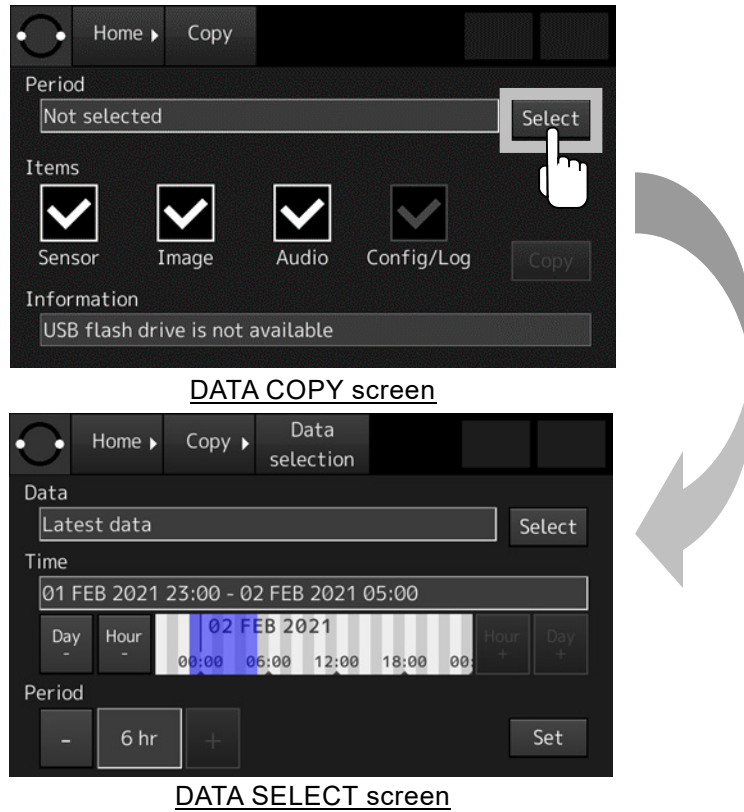 Home Copy
Period
Not selected Select
Items
Sensor Image Audio Config/Log Copy
Information
USB flash drive is not available
DATA COPY screen
Home Copy Data selection
Data
Latest data Select
Time
01 FEB 2021 23:00 - 02 FEB 2021 05:00
Day - Hour - 02 FEB 2021 Hour + Day +
00:00 06:00 12:00 18:00 00:
Period
- 6 hr + Set
DATA SELECT screen